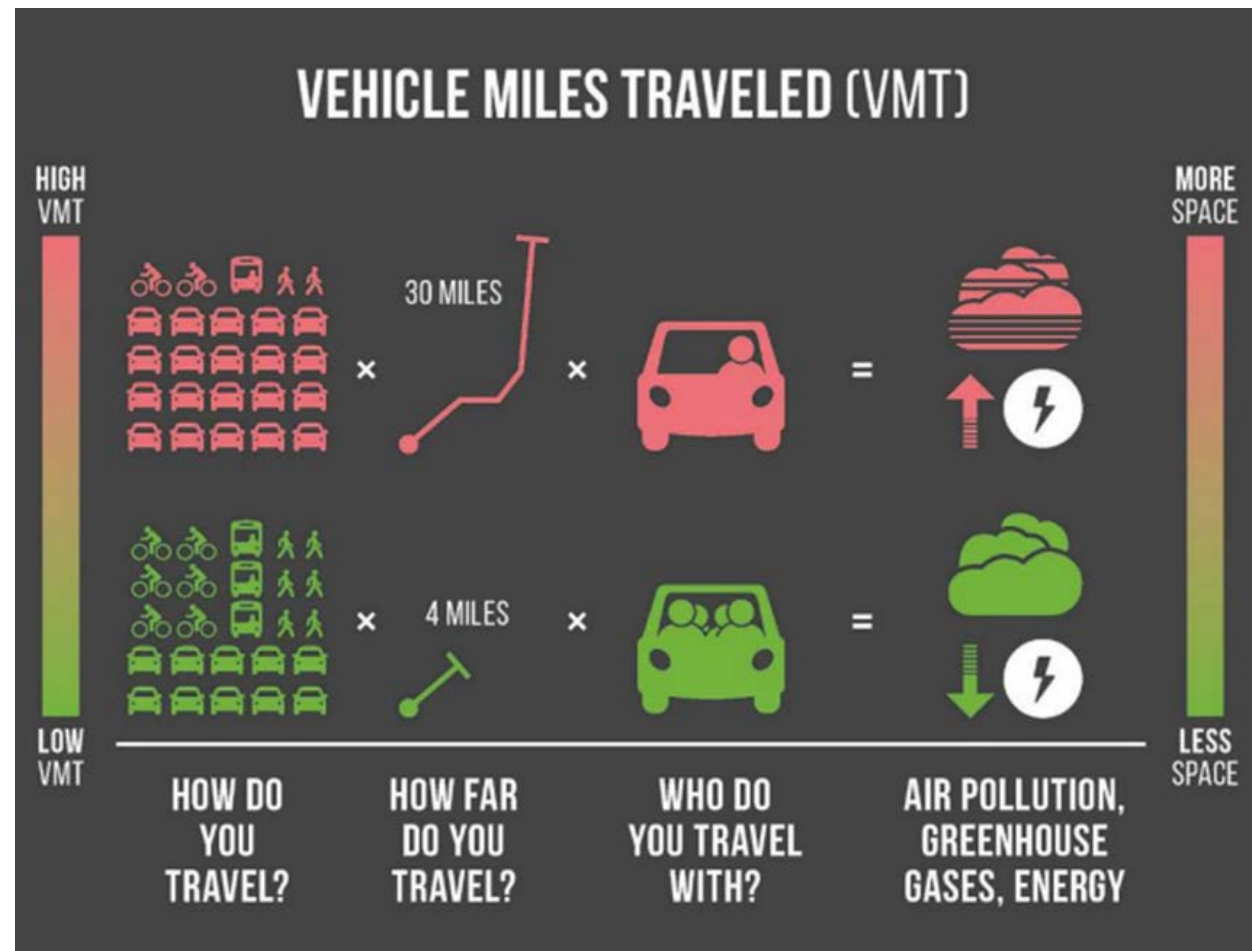 VEHICLE MILES TRAVELED (VMT)
HIGH
VMT
MORE
SPACE
30 MILES
×
×
=
4 MILES
×
×
=
LOW
VMT
LESS
SPACE
HOW DO
YOU
TRAVEL?
HOW FAR
DO YOU
TRAVEL?
WHO DO
YOU TRAVEL
WITH?
AIR POLLUTION,
GREENHOUSE
GASES, ENERGY